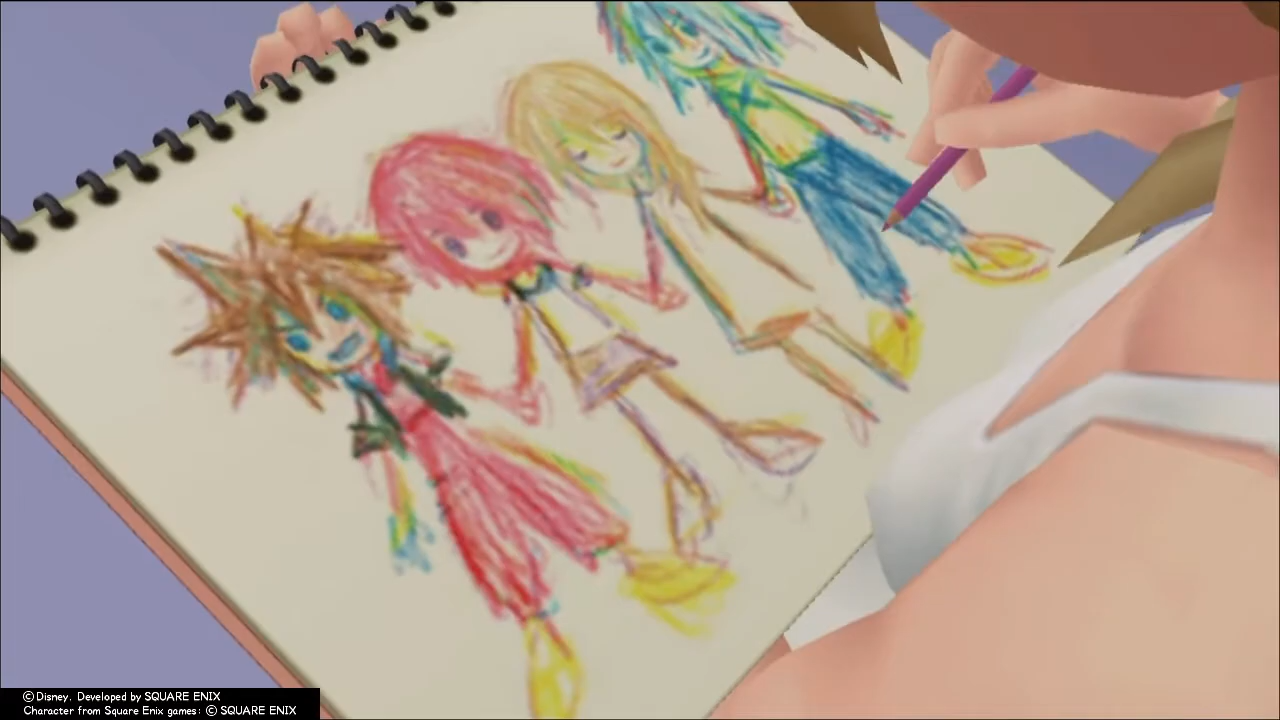 ©Disney. Developed by SQUARE ENIX
Character from Square Enix games: © SQUARE ENIX